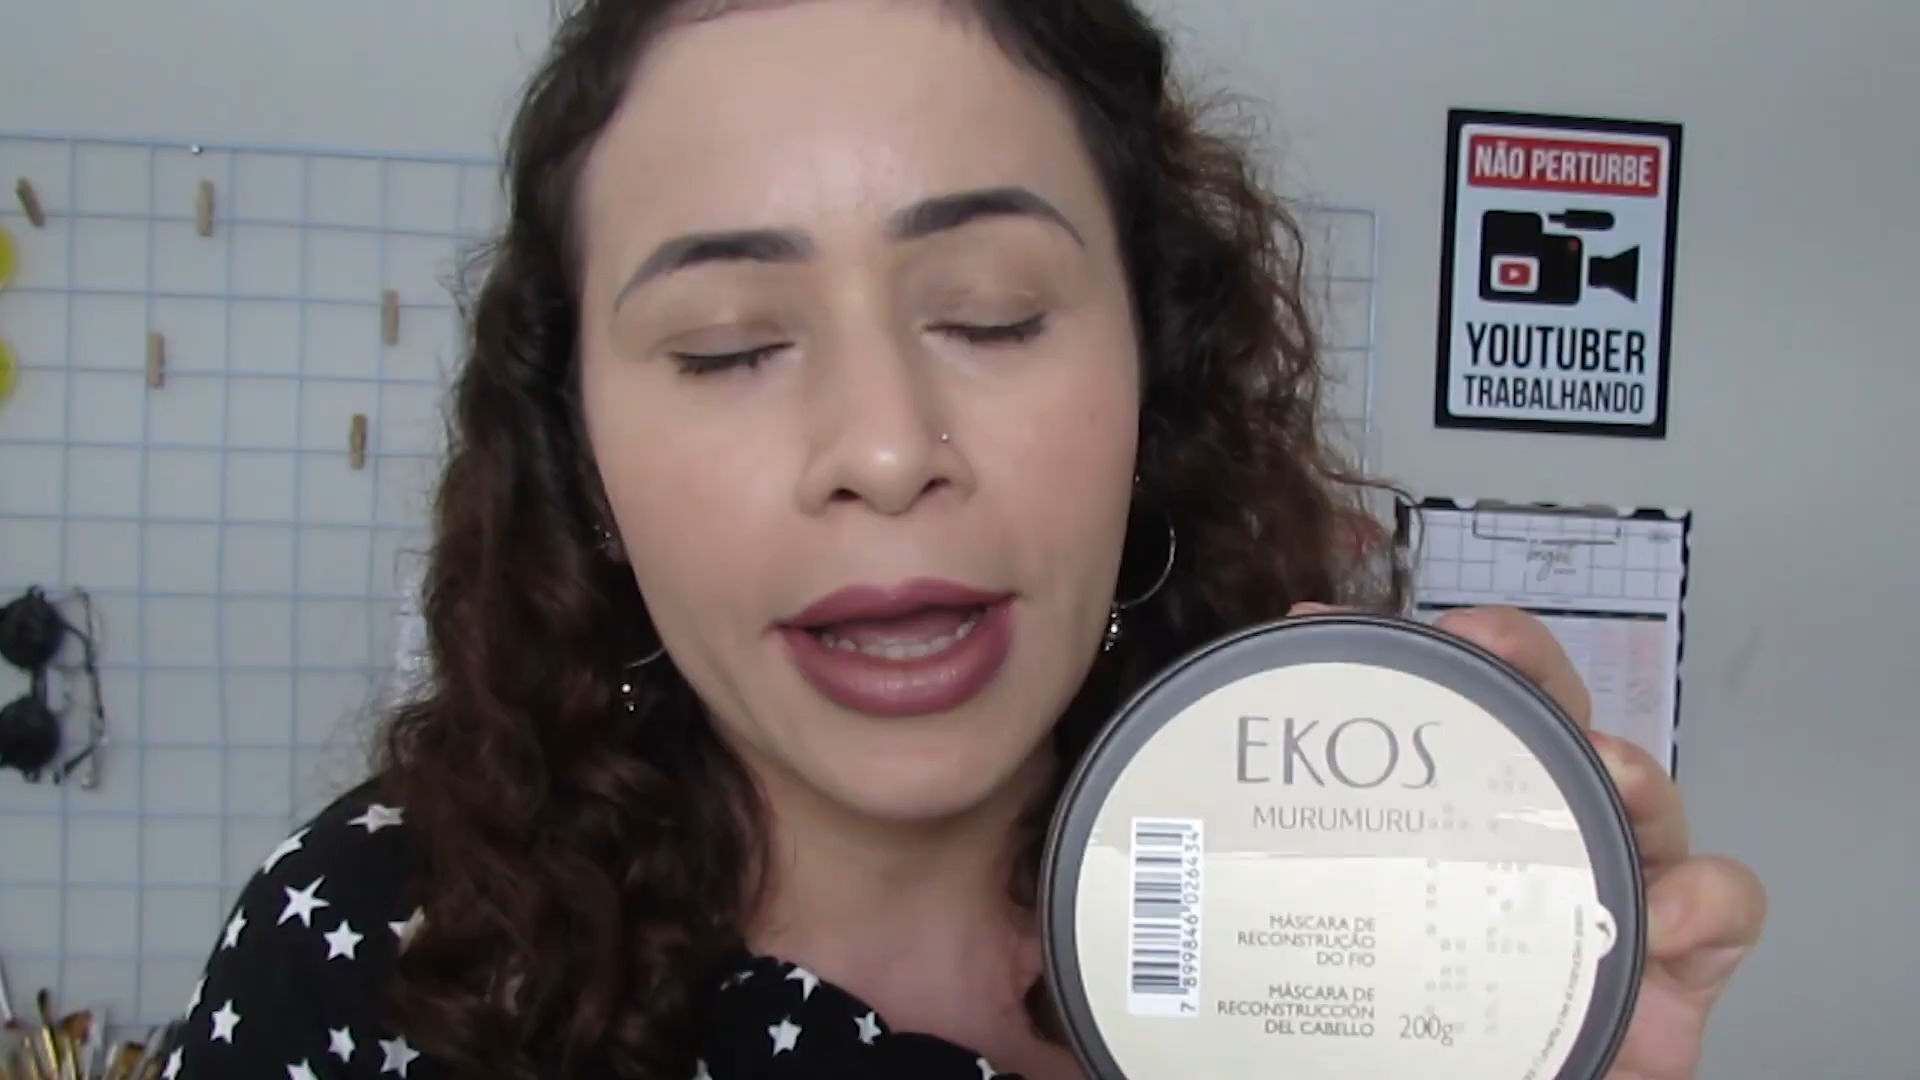 NÃO PERTURBE
YOUTUBER
TRABALHANDO
EKOS
MURUMURU
7 899846 026434
MÁSCARA DE
RECONSTRUÇÃO
DO FIO
MÁSCARA DE
RECONSTRUCCIÓN
DEL CABELLO
200g